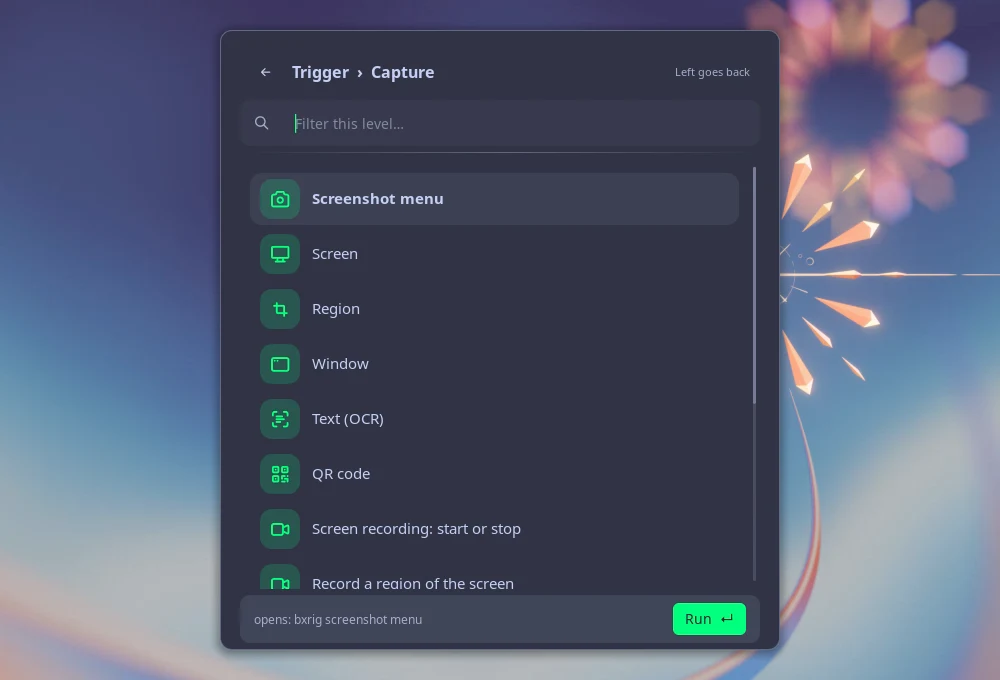 Trigger › Capture
Left goes back
Filter this level...
Screenshot menu
Screen
Region
Window
Text (OCR)
QR code
Screen recording: start or stop
Record a region of the screen
opens: bxrig screenshot menu
Run